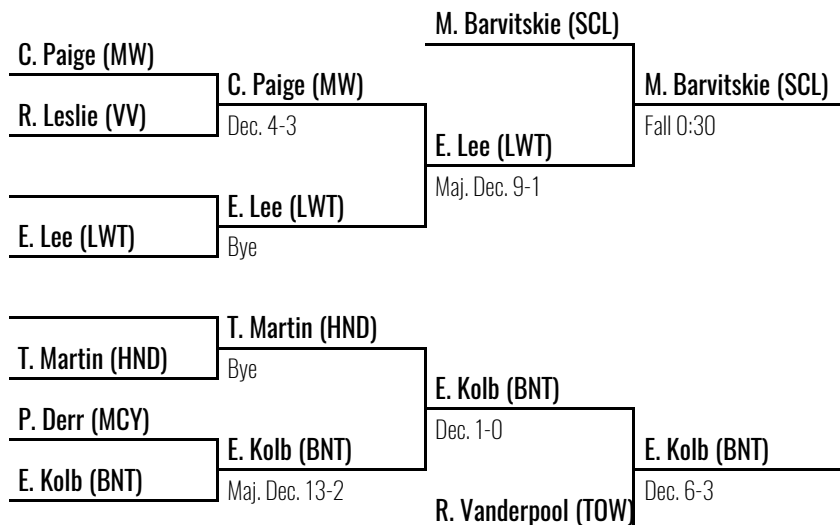 M. Barvitskie (SCL)
C. Paige (MW)
C. Paige (MW)
M. Barvitskie (SCL)
R. Leslie (VV)
Dec. 4-3
Fall 0:30
E. Lee (LWT)
Maj. Dec. 9-1
E. Lee (LWT)
E. Lee (LWT)
Bye
T. Martin (HND)
T. Martin (HND)
Bye
E. Kolb (BNT)
P. Derr (MCY)
Dec. 1-0
E. Kolb (BNT)
E. Kolb (BNT)
E. Kolb (BNT)
Maj. Dec. 13-2
Dec. 6-3
R. Vanderpool (TOW)